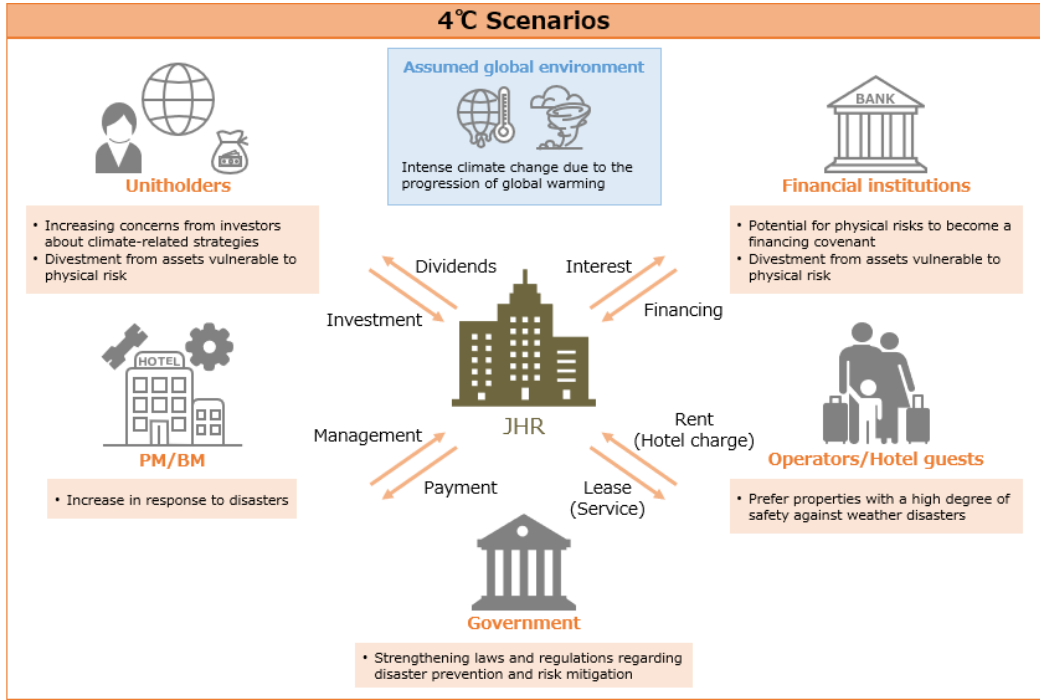 4℃ Scenarios
Assumed global environment
Intense climate change due to the
progression of global warming
Unitholders
• Increasing concerns from investors
about climate-related strategies
• Divestment from assets vulnerable to
physical risk
BANK
Financial institutions
• Potential for physical risks to become a
financing covenant
• Divestment from assets vulnerable to
physical risk
Dividends
Investment
Interest
Financing
JHR
HOTEL
PM/BM
• Increase in response to disasters
Management
Payment
Rent
(Hotel charge)
Lease
(Service)
Operators/Hotel guests
• Prefer properties with a high degree of
safety against weather disasters
Government
• Strengthening laws and regulations regarding
disaster prevention and risk mitigation